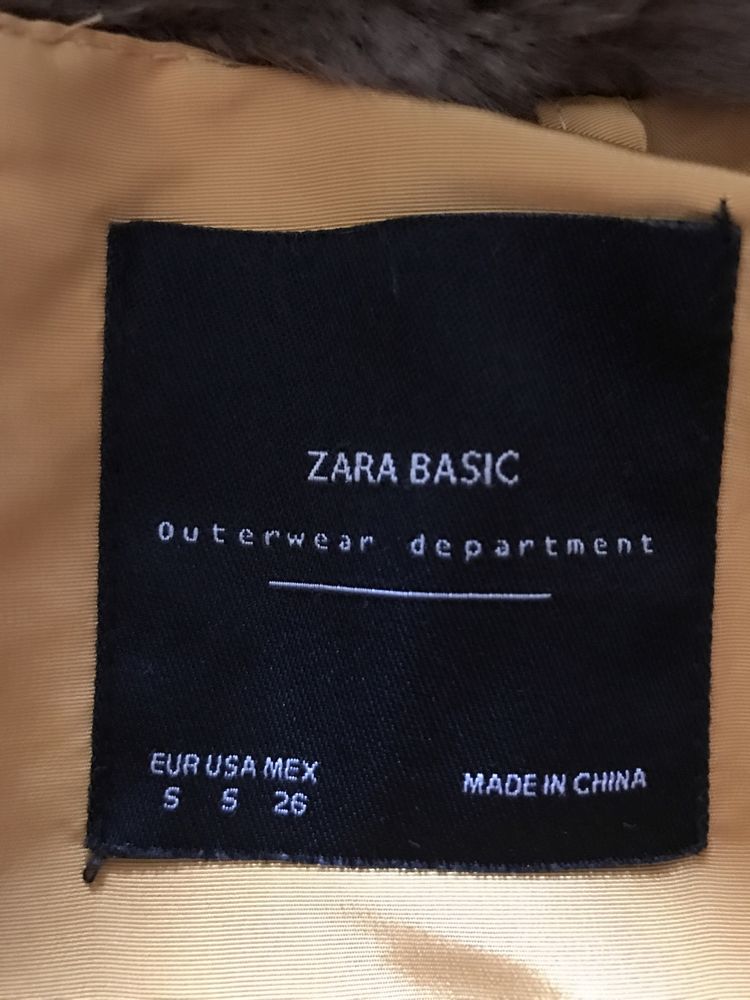 ZARA BASIC
Outerwear department
EUR USA MEX
S S 26
MADE IN CHINA